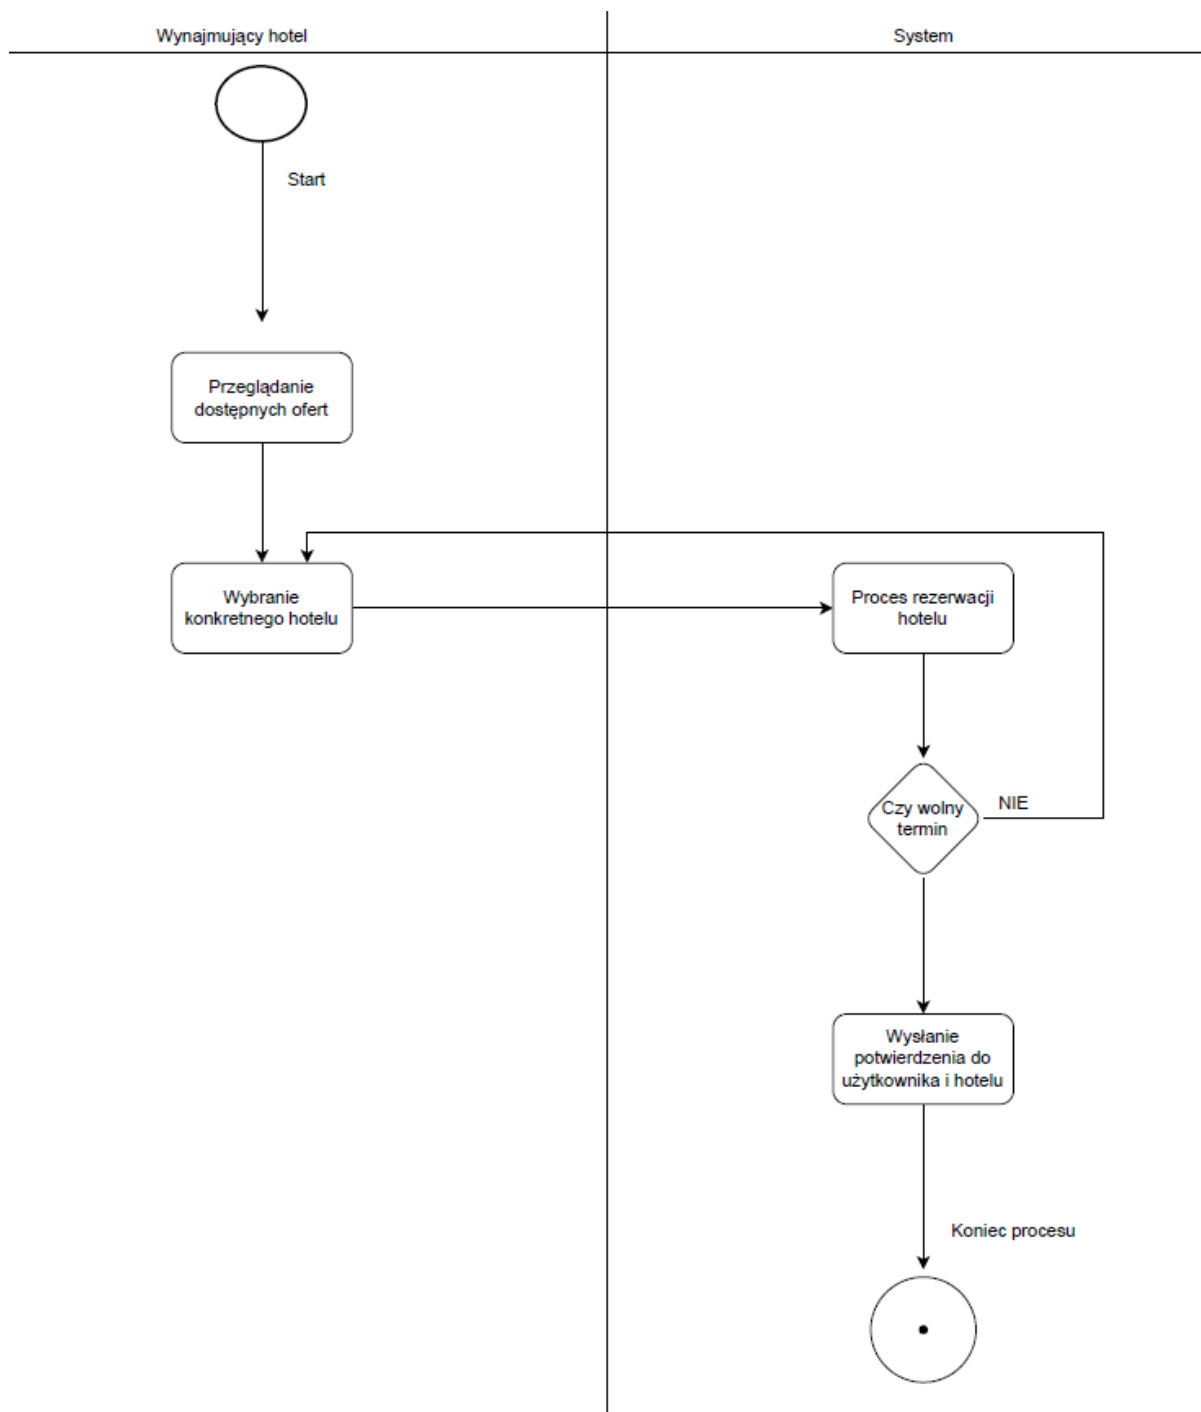 Wynajmujący hotel
System
Start
Przeglądanie
dostępnych ofert
Wybranie
konkretnego hotelu
Proces rezerwacji
hotelu
Czy wolny
termin
NIE
Wysłanie
potwierdzenia do
użytkownika i hotelu
Koniec procesu